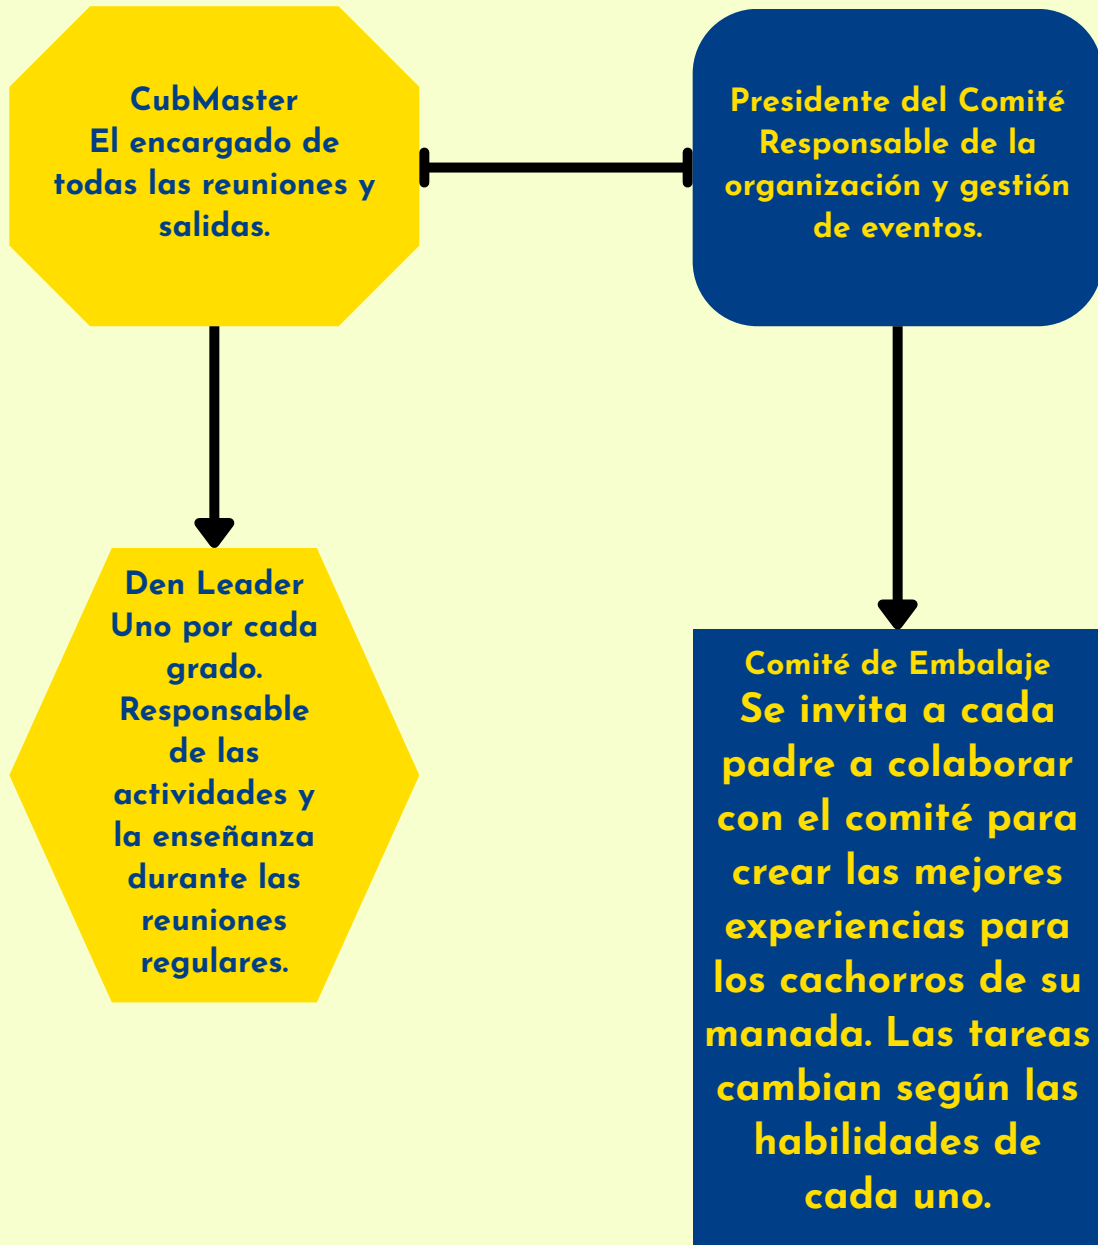 CubMaster
El encargado de
todas las reuniones y
salidas.
Presidente del Comité
Responsable de la
organización y gestión
de eventos.
Den Leader
Uno por cada
grado.
Responsable
de las
actividades y
la enseñanza
durante las
reuniones
regulares.
Comité de Embalaje
Se invita a cada
padre a colaborar
con el comité para
crear las mejores
experiencias para
los cachorros de su
manada. Las tareas
cambian según las
habilidades de
cada uno.